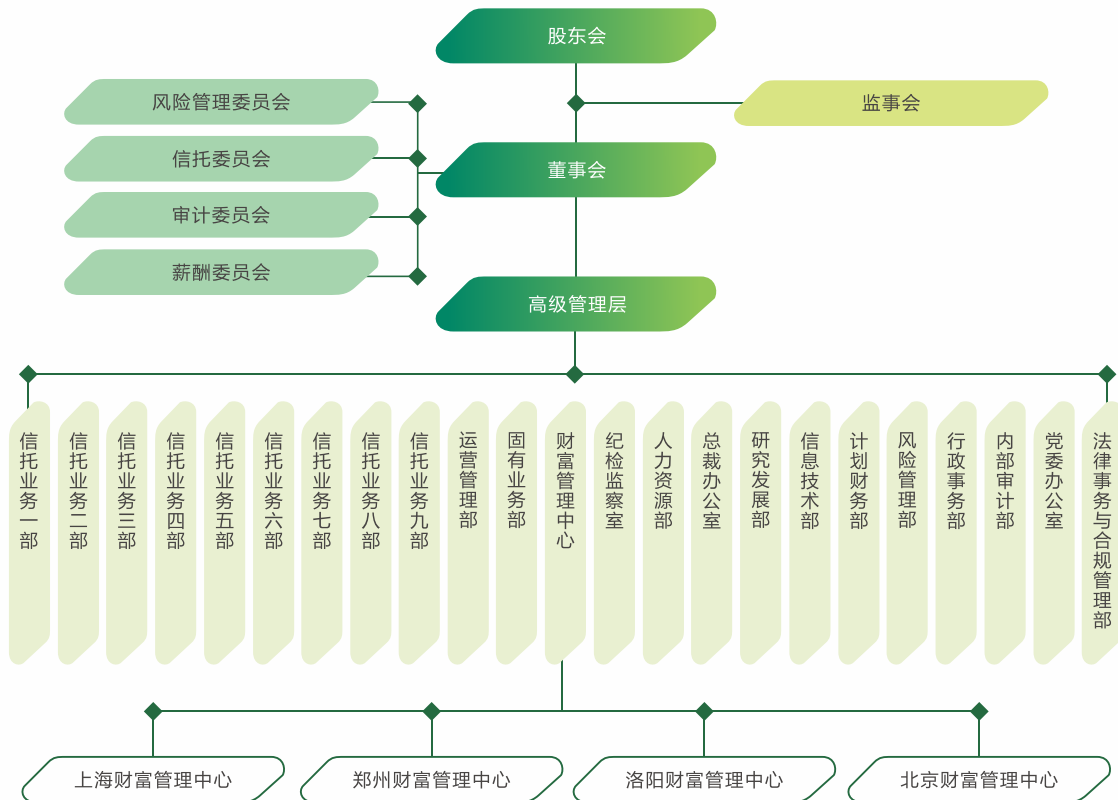 股东会
风险管理委员会
监事会
信托委员会
董事会
审计委员会
薪酬委员会
高级管理层
信托业务一部
信托业务二部
信托业务三部
信托业务四部
信托业务五部
信托业务六部
信托业务七部
信托业务八部
信托业务九部
运营管理部
固有业务部
财富管理中心
纪检监察室
人力资源部
总裁办公室
研究发展部
信息技术部
计划财务部
风险管理部
行政事务部
内部审计部
党委办公室
法律事务与合规管理部
上海财富管理中心
郑州财富管理中心
洛阳财富管理中心
北京财富管理中心